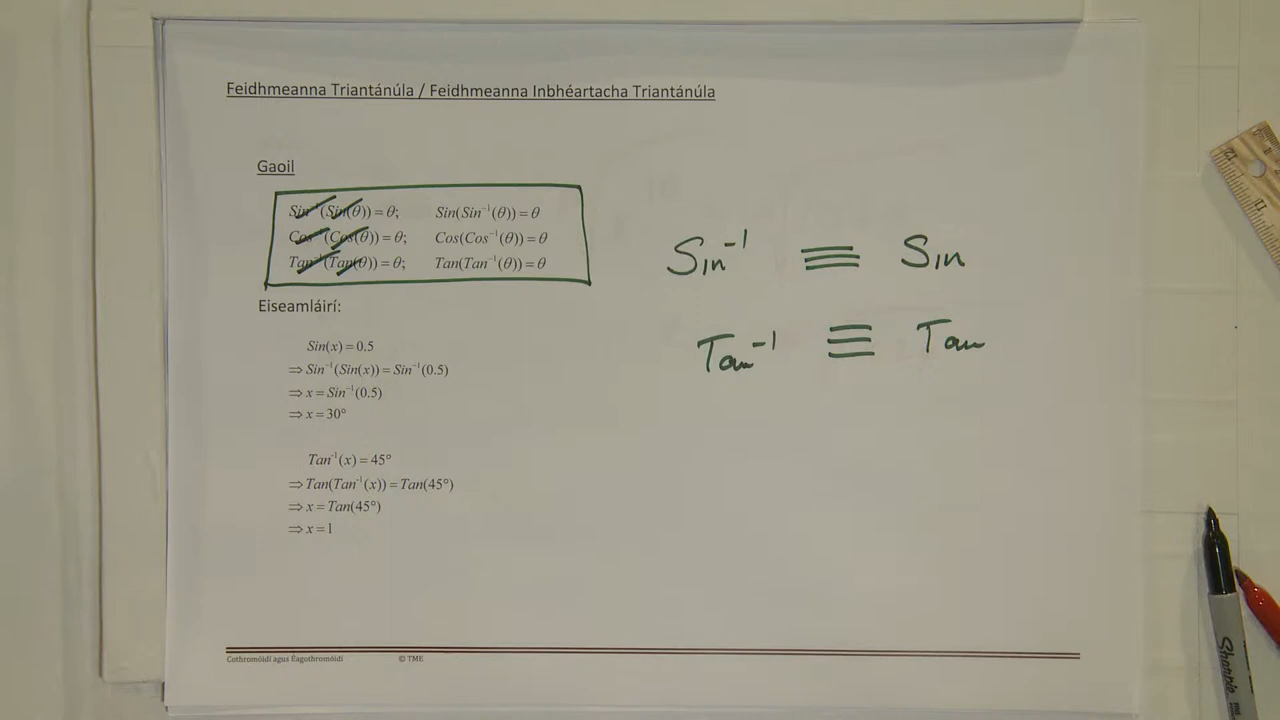 Feidhmeanna Triantánúla / Feidhmeanna Inbhéartacha Triantánúla
Gaoil
Sin⁻¹(Sin(θ)) = θ; Sin(Sin⁻¹(θ)) = θ
Cos⁻¹(Cos(θ)) = θ; Cos(Cos⁻¹(θ)) = θ
Tan⁻¹(Tan(θ)) = θ; Tan(Tan⁻¹(θ)) = θ
Sin⁻¹ ≡ Sin
Tan⁻¹ ≡ Tan
Eiseamláirí:
Sin(x) = 0.5
⇒ Sin⁻¹(Sin(x)) = Sin⁻¹(0.5)
⇒ x = Sin⁻¹(0.5)
⇒ x = 30°
Tan⁻¹(x) = 45°
⇒ Tan(Tan⁻¹(x)) = Tan(45°)
⇒ x = Tan(45°)
⇒ x = 1
Cothromóidí agus Éagothromóidí © TME
Sharpie